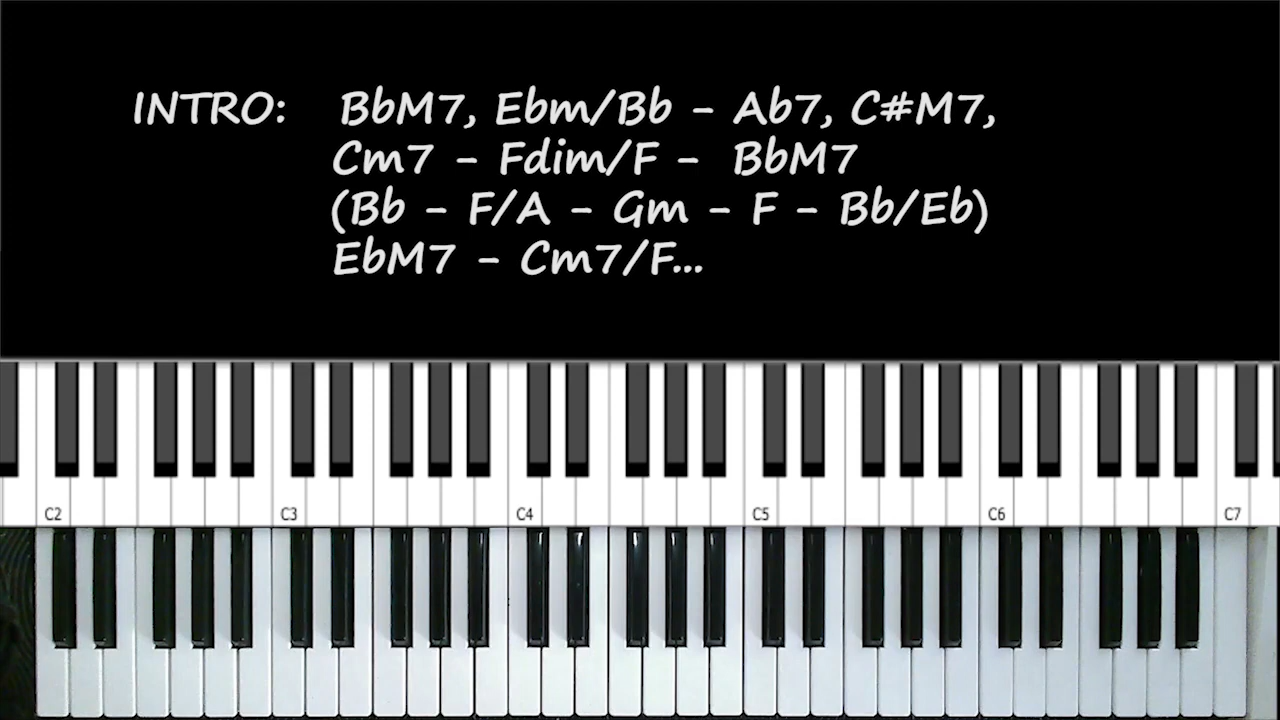 INTRO: BbM7, Ebm/Bb - Ab7, C#M7,
Cm7 - Fdim/F - BbM7
(Bb - F/A - Gm - F - Bb/Eb)
EbM7 - Cm7/F...
C2 C3 C4 C5 C6 C7